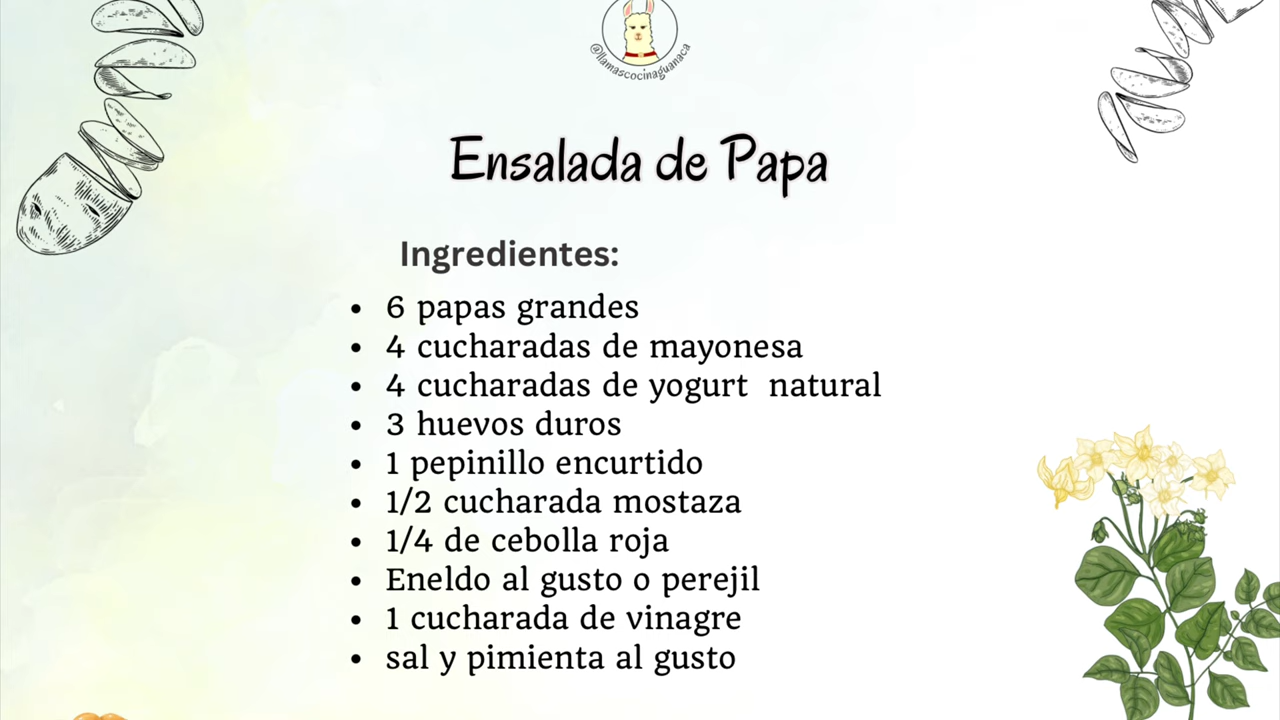 @llamascocinaguanaca
Ensalada de Papa
Ingredientes:
• 6 papas grandes
• 4 cucharadas de mayonesa
• 4 cucharadas de yogurt natural
• 3 huevos duros
• 1 pepinillo encurtido
• 1/2 cucharada mostaza
• 1/4 de cebolla roja
• Eneldo al gusto o perejil
• 1 cucharada de vinagre
• sal y pimienta al gusto